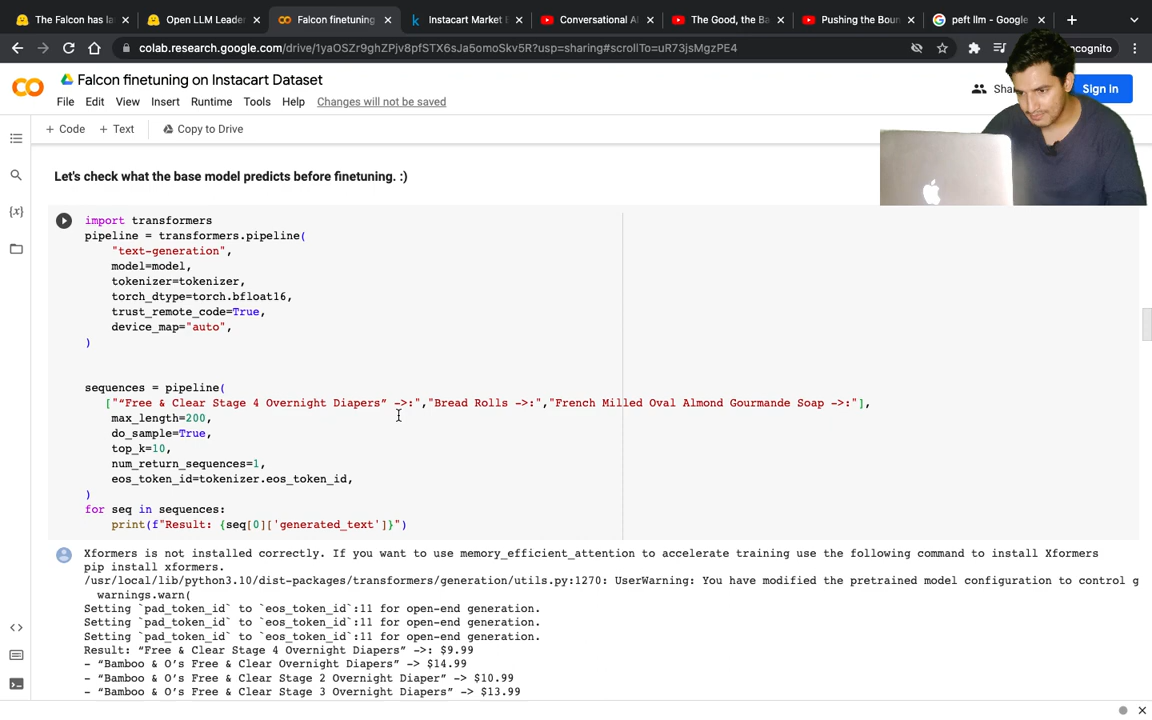 The Falcon has la
Open LLM Leader
Falcon finetuning
Instacart Market E
Conversational AI
The Good, the Ba
Pushing the Boun
peft llm - Google
colab.research.google.com/drive/1yaOSZr9ghZPjv8pfSTX6sJa5omoSkv5R?usp=sharing#scrollTo=uR73jsMgzPE4
cognito
Falcon finetuning on Instacart Dataset
File Edit View Insert Runtime Tools Help Changes will not be saved
Sha
Sign in
+ Code + Text Copy to Drive
Let's check what the base model predicts before finetuning. :)
import transformers
pipeline = transformers.pipeline(
"text-generation",
model=model,
tokenizer=tokenizer,
torch_dtype=torch.bfloat16,
trust_remote_code=True,
device_map="auto",
)
sequences = pipeline(
["“Free & Clear Stage 4 Overnight Diapers” ->:","Bread Rolls ->:","French Milled Oval Almond Gourmande Soap ->:"],
max_length=200,
do_sample=True,
top_k=10,
num_return_sequences=1,
eos_token_id=tokenizer.eos_token_id,
)
for seq in sequences:
print(f"Result: {seq[0]['generated_text']}")
Xformers is not installed correctly. If you want to use memory_efficient_attention to accelerate training use the following command to install Xformers
pip install xformers.
/usr/local/lib/python3.10/dist-packages/transformers/generation/utils.py:1270: UserWarning: You have modified the pretrained model configuration to control g
warnings.warn(
Setting `pad_token_id` to `eos_token_id`:11 for open-end generation.
Setting `pad_token_id` to `eos_token_id`:11 for open-end generation.
Setting `pad_token_id` to `eos_token_id`:11 for open-end generation.
Result: “Free & Clear Stage 4 Overnight Diapers” ->: $9.99
- “Bamboo & O’s Free & Clear Overnight Diapers” -> $14.99
- “Bamboo & O’s Free & Clear Stage 2 Overnight Diaper” -> $10.99
- “Bamboo & O’s Free & Clear Stage 3 Overnight Diapers” -> $13.99